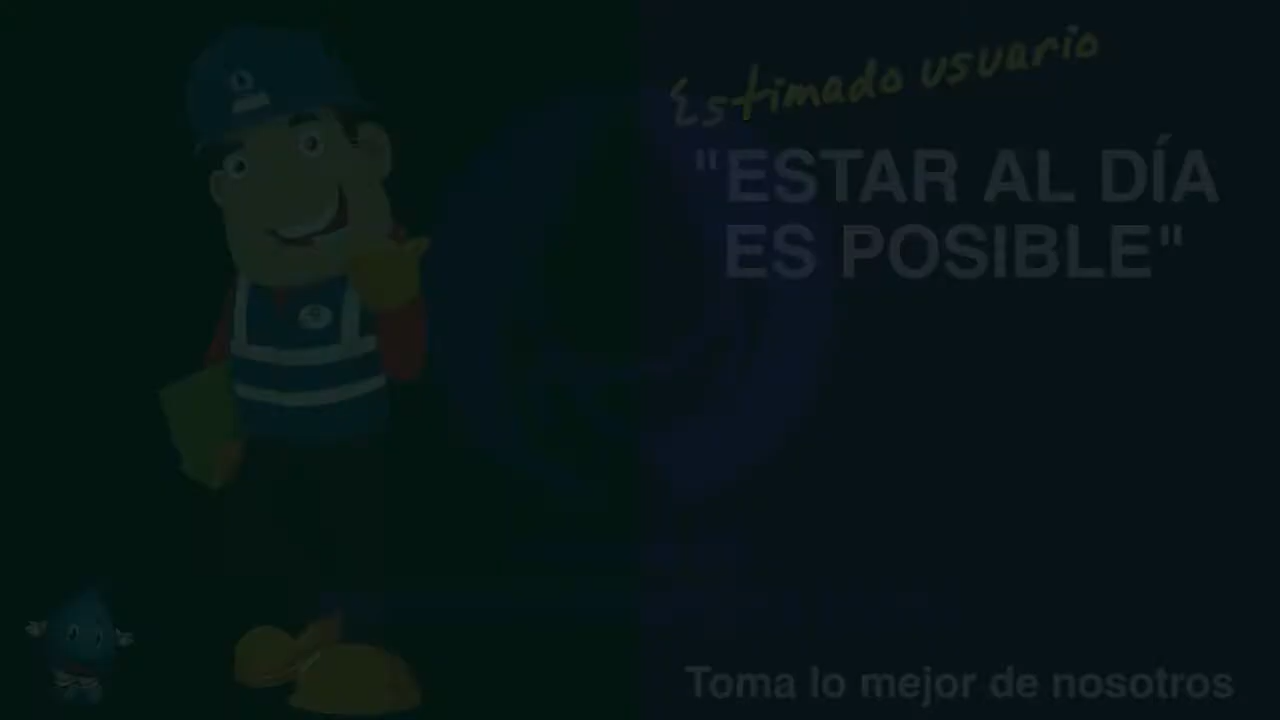 Estimado usuario
"ESTAR AL DÍA
ES POSIBLE"
Toma lo mejor de nosotros